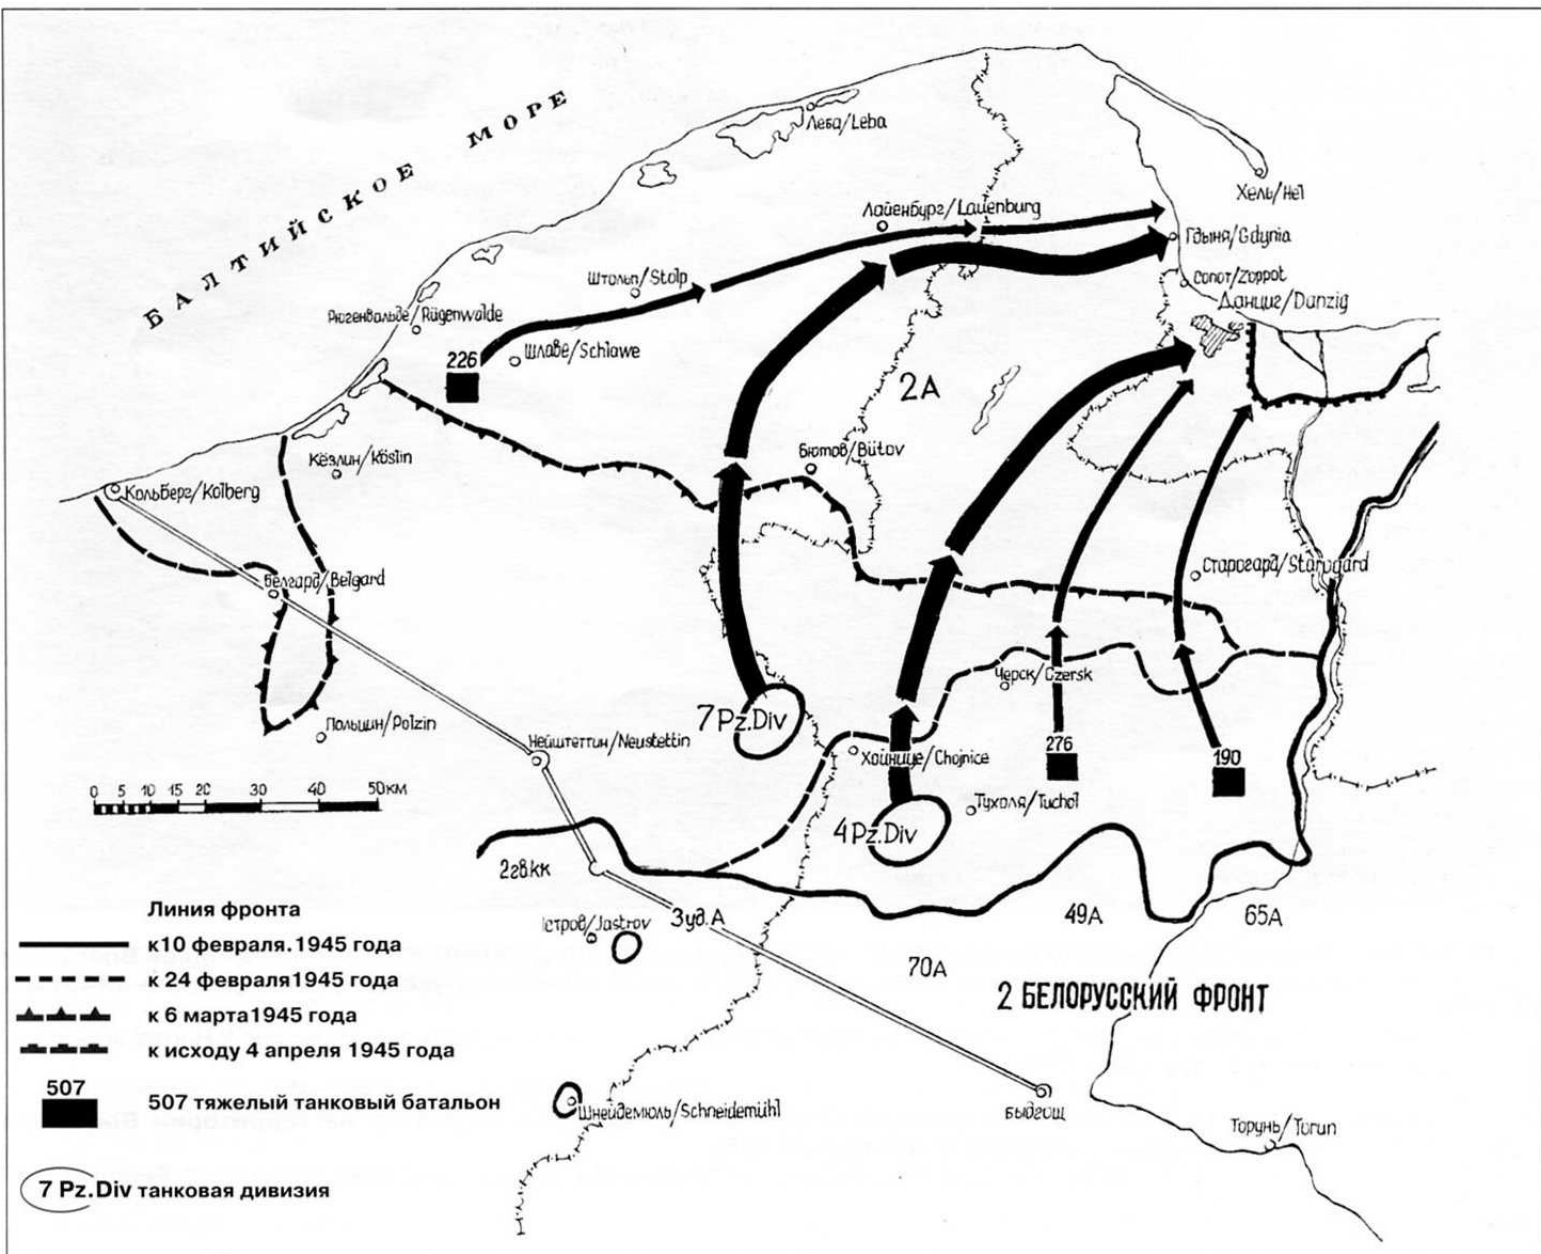 БАЛТИЙСКОЕ МОРЕ
Леба/Leba
Хель/Hel
Лайенбург/Lauenburg
Гдыня/Gdynia
Штольп/Stolp
Сопот/Zoppot
Данциг/Danzig
Рюгенвальде/Rügenwalde
Шлаве/Schlawe
226
2А
Бютов/Bütov
Кёзлин/Köslin
Кольберг/Kolberg
Белгард/Belgard
Старогард/Starogard
Черск/Czersk
7 Pz.Div
Польцин/Polzin
Нейштеттин/Neustettin
Хойнице/Chojnice
276
190
0 5 10 15 20 30 40 50км
Тухоля/Tuchol
4 Pz.Div
2гв.кк
49А
65А
3уд.А
Iстров/Jastrov
70А
2 БЕЛОРУССКИЙ ФРОНТ
Шнейдемюль/Schneidemühl
Быдгощ
Торунь/Torun
Линия фронта
к10 февраля.1945 года
к 24 февраля1945 года
к 6 марта1945 года
к исходу 4 апреля 1945 года
507
507 тяжелый танковый батальон
7 Pz.Div танковая дивизия